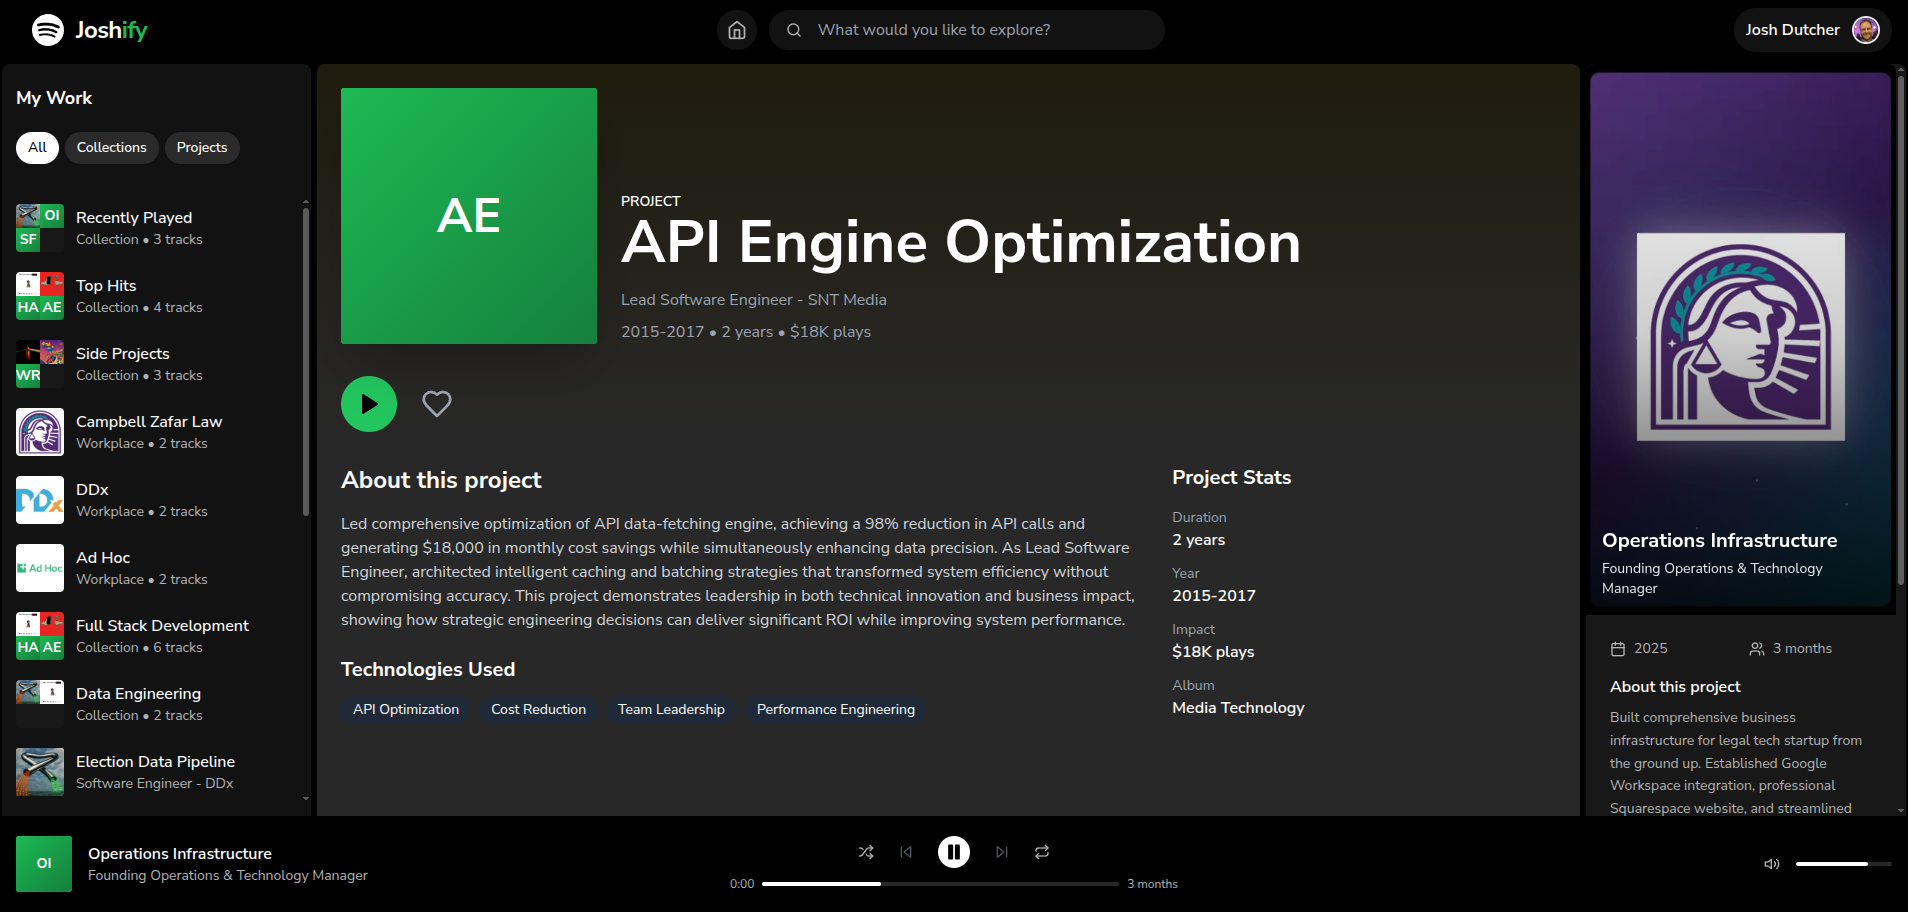 Joshify
What would you like to explore?
Josh Dutcher
My Work
All
Collections
Projects
OI
SF
Recently Played
Collection • 3 tracks
HA AE
Top Hits
Collection • 4 tracks
WR
Side Projects
Collection • 3 tracks
Campbell Zafar Law
Workplace • 2 tracks
DDx
DDx
Workplace • 2 tracks
Ad Hoc
Ad Hoc
Workplace • 2 tracks
HA AE
Full Stack Development
Collection • 6 tracks
Data Engineering
Collection • 2 tracks
Election Data Pipeline
Software Engineer - DDx
AE
PROJECT
API Engine Optimization
Lead Software Engineer - SNT Media
2015-2017 • 2 years • $18K plays
About this project
Led comprehensive optimization of API data-fetching engine, achieving a 98% reduction in API calls and
generating $18,000 in monthly cost savings while simultaneously enhancing data precision. As Lead Software
Engineer, architected intelligent caching and batching strategies that transformed system efficiency without
compromising accuracy. This project demonstrates leadership in both technical innovation and business impact,
showing how strategic engineering decisions can deliver significant ROI while improving system performance.
Technologies Used
API Optimization
Cost Reduction
Team Leadership
Performance Engineering
Project Stats
Duration
2 years
Year
2015-2017
Impact
$18K plays
Album
Media Technology
Operations Infrastructure
Founding Operations & Technology
Manager
2025
3 months
About this project
Built comprehensive business
infrastructure for legal tech startup from
the ground up. Established Google
Workspace integration, professional
Squarespace website, and streamlined
OI
Operations Infrastructure
Founding Operations & Technology Manager
0:00
3 months